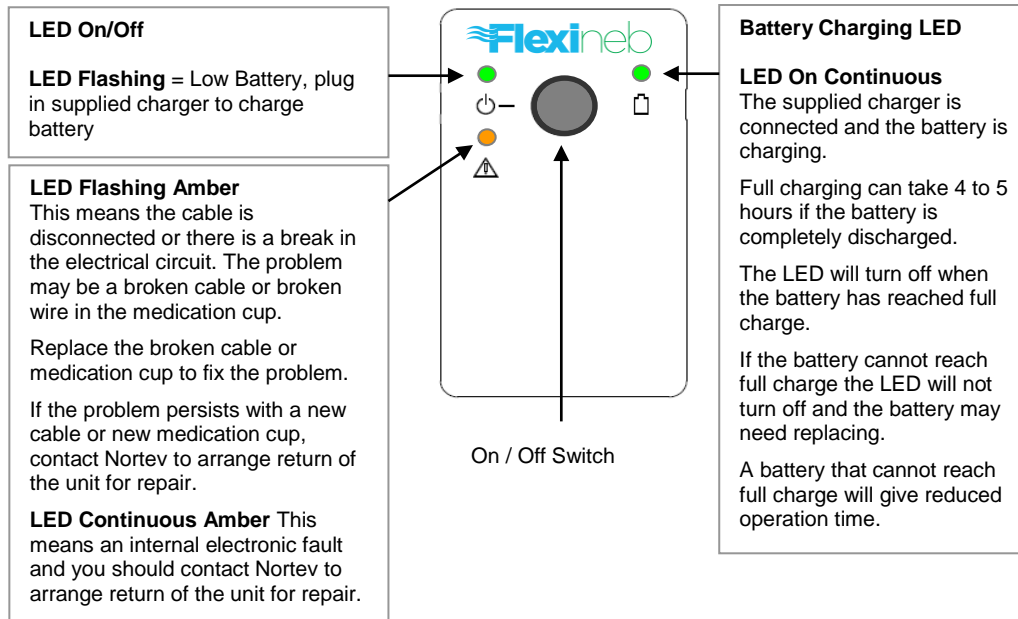 LED On/Off
LED Flashing = Low Battery, plug
in supplied charger to charge
battery
LED Flashing Amber
This means the cable is
disconnected or there is a break in
the electrical circuit. The problem
may be a broken cable or broken
wire in the medication cup.
Replace the broken cable or
medication cup to fix the problem.
If the problem persists with a new
cable or new medication cup,
contact Nortev to arrange return of
the unit for repair.
LED Continuous Amber This
means an internal electronic fault
and you should contact Nortev to
arrange return of the unit for repair.
Flexineb
On / Off Switch
Battery Charging LED
LED On Continuous
The supplied charger is
connected and the battery is
charging.
Full charging can take 4 to 5
hours if the battery is
completely discharged.
The LED will turn off when
the battery has reached full
charge.
If the battery cannot reach
full charge the LED will not
turn off and the battery may
need replacing.
A battery that cannot reach
full charge will give reduced
operation time.